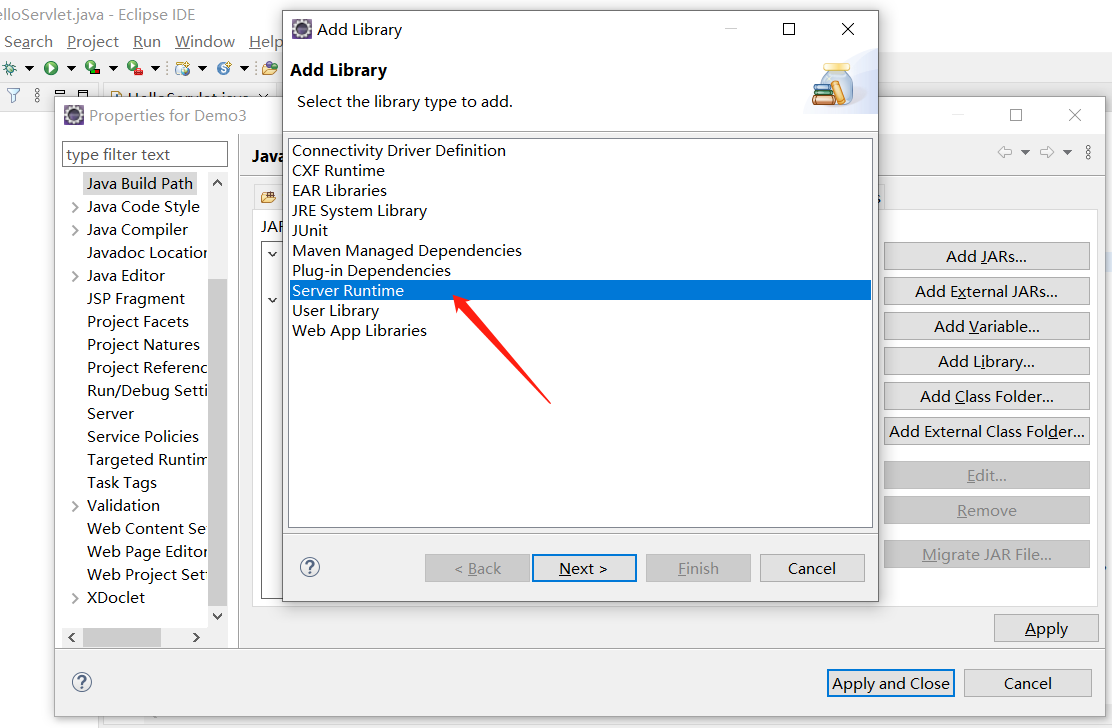 elloServlet.java - Eclipse IDE
Search Project Run Window Help
HelloServlet.java
Properties for Demo3
type filter text
Java Build Path
Java Code Style
Java Compiler
Javadoc Location
Java Editor
JSP Fragment
Project Facets
Project Natures
Project Referenc
Run/Debug Setti
Server
Service Policies
Targeted Runtim
Task Tags
Validation
Web Content Se
Web Page Editor
Web Project Sett
XDoclet
Java
JAR
Add Library
Add Library
Select the library type to add.
Connectivity Driver Definition
CXF Runtime
EAR Libraries
JRE System Library
JUnit
Maven Managed Dependencies
Plug-in Dependencies
Server Runtime
User Library
Web App Libraries
< Back
Next >
Finish
Cancel
s
Add JARs...
Add External JARs...
Add Variable...
Add Library...
Add Class Folder...
Add External Class Folder...
Edit...
Remove
Migrate JAR File...
Apply
Apply and Close
Cancel